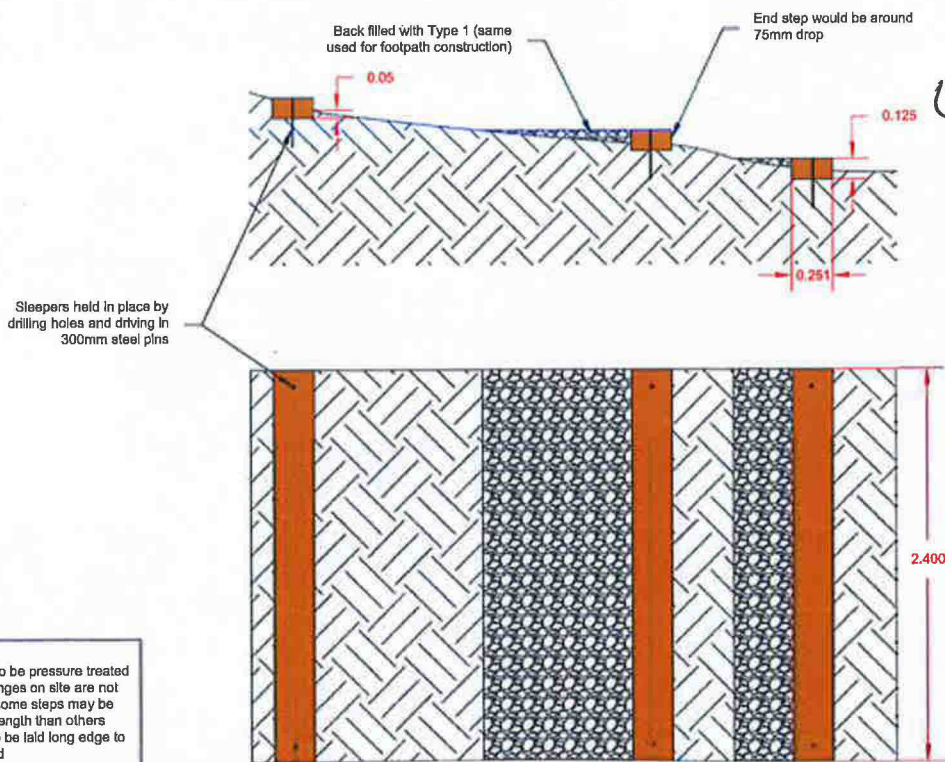 Back filled with Type 1 (same
used for footpath construction)
End step would be around
75mm drop
0.05
0.125
0.251
Sleepers held in place by
drilling holes and driving in
300mm steel pins
2.400
o be pressure treated
nges on site are not
ome steps may be
ength than others
be laid long edge to
d